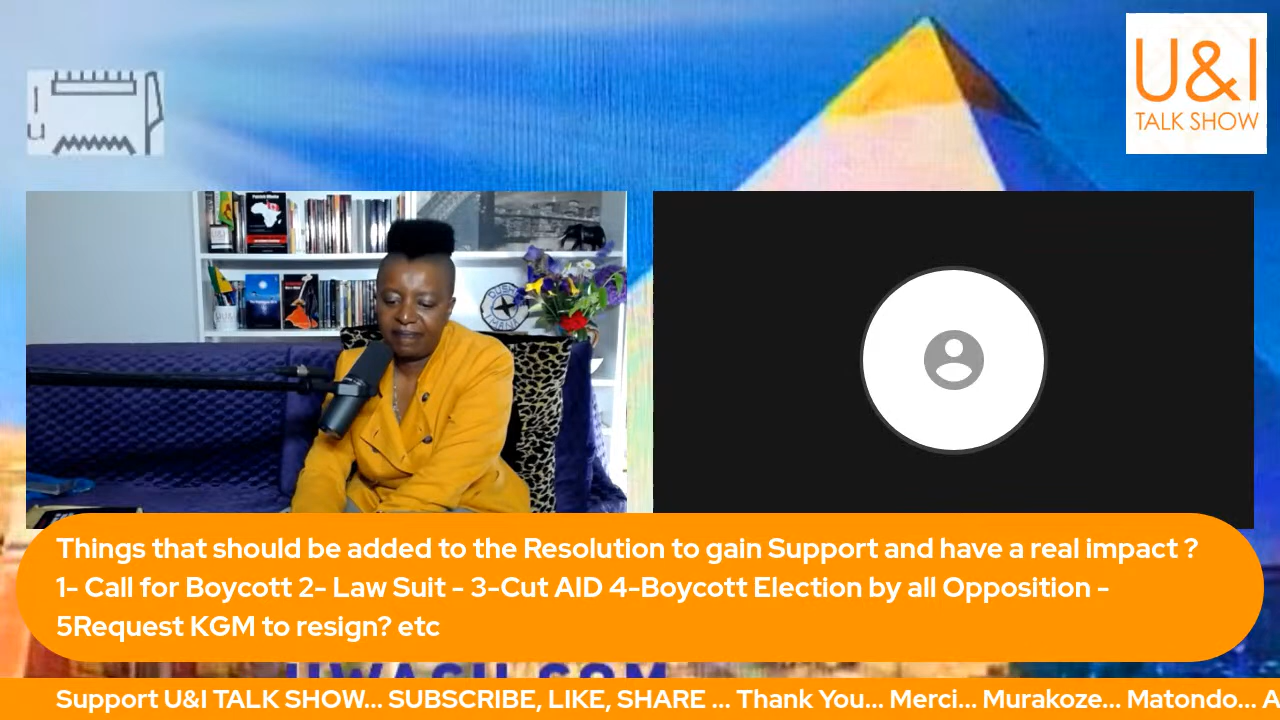 U&I
TALK SHOW
DUSH
IMANA
Things that should be added to the Resolution to gain Support and have a real impact ?
1- Call for Boycott 2- Law Suit - 3-Cut AID 4-Boycott Election by all Opposition -
5Request KGM to resign? etc
Support U&I TALK SHOW... SUBSCRIBE, LIKE, SHARE ... Thank You... Merci... Murakoze... Matondo... A